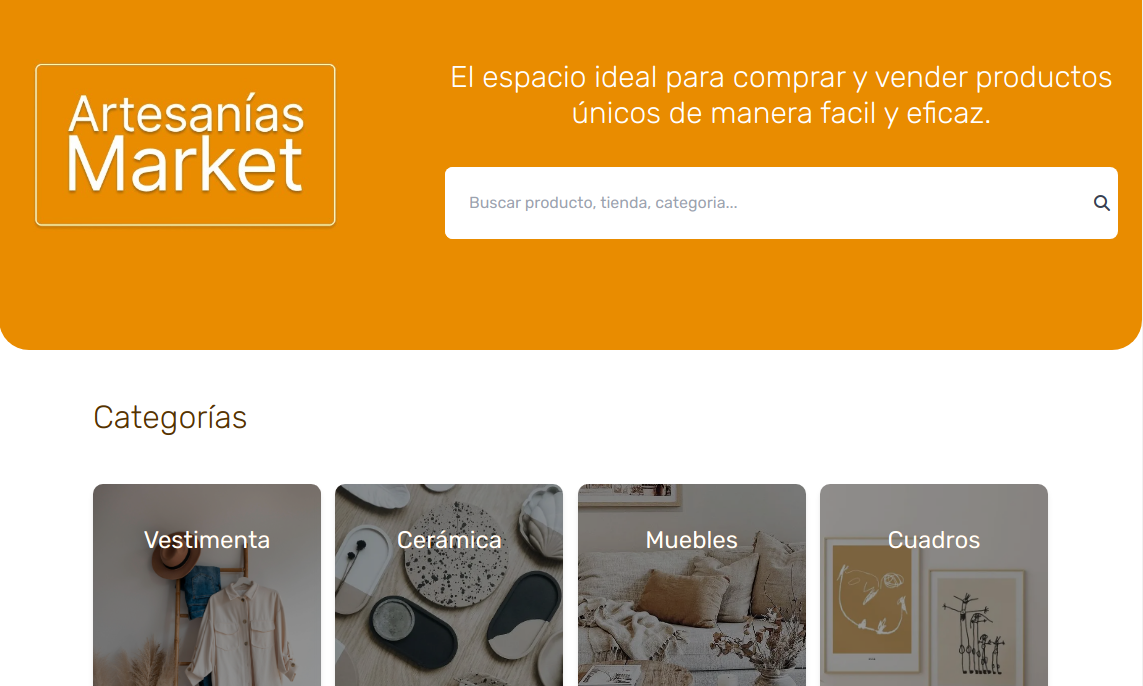 Artesanías
Market
El espacio ideal para comprar y vender productos
únicos de manera facil y eficaz.
Buscar producto, tienda, categoria...
Categorías
Vestimenta
Cerámica
Muebles
Cuadros